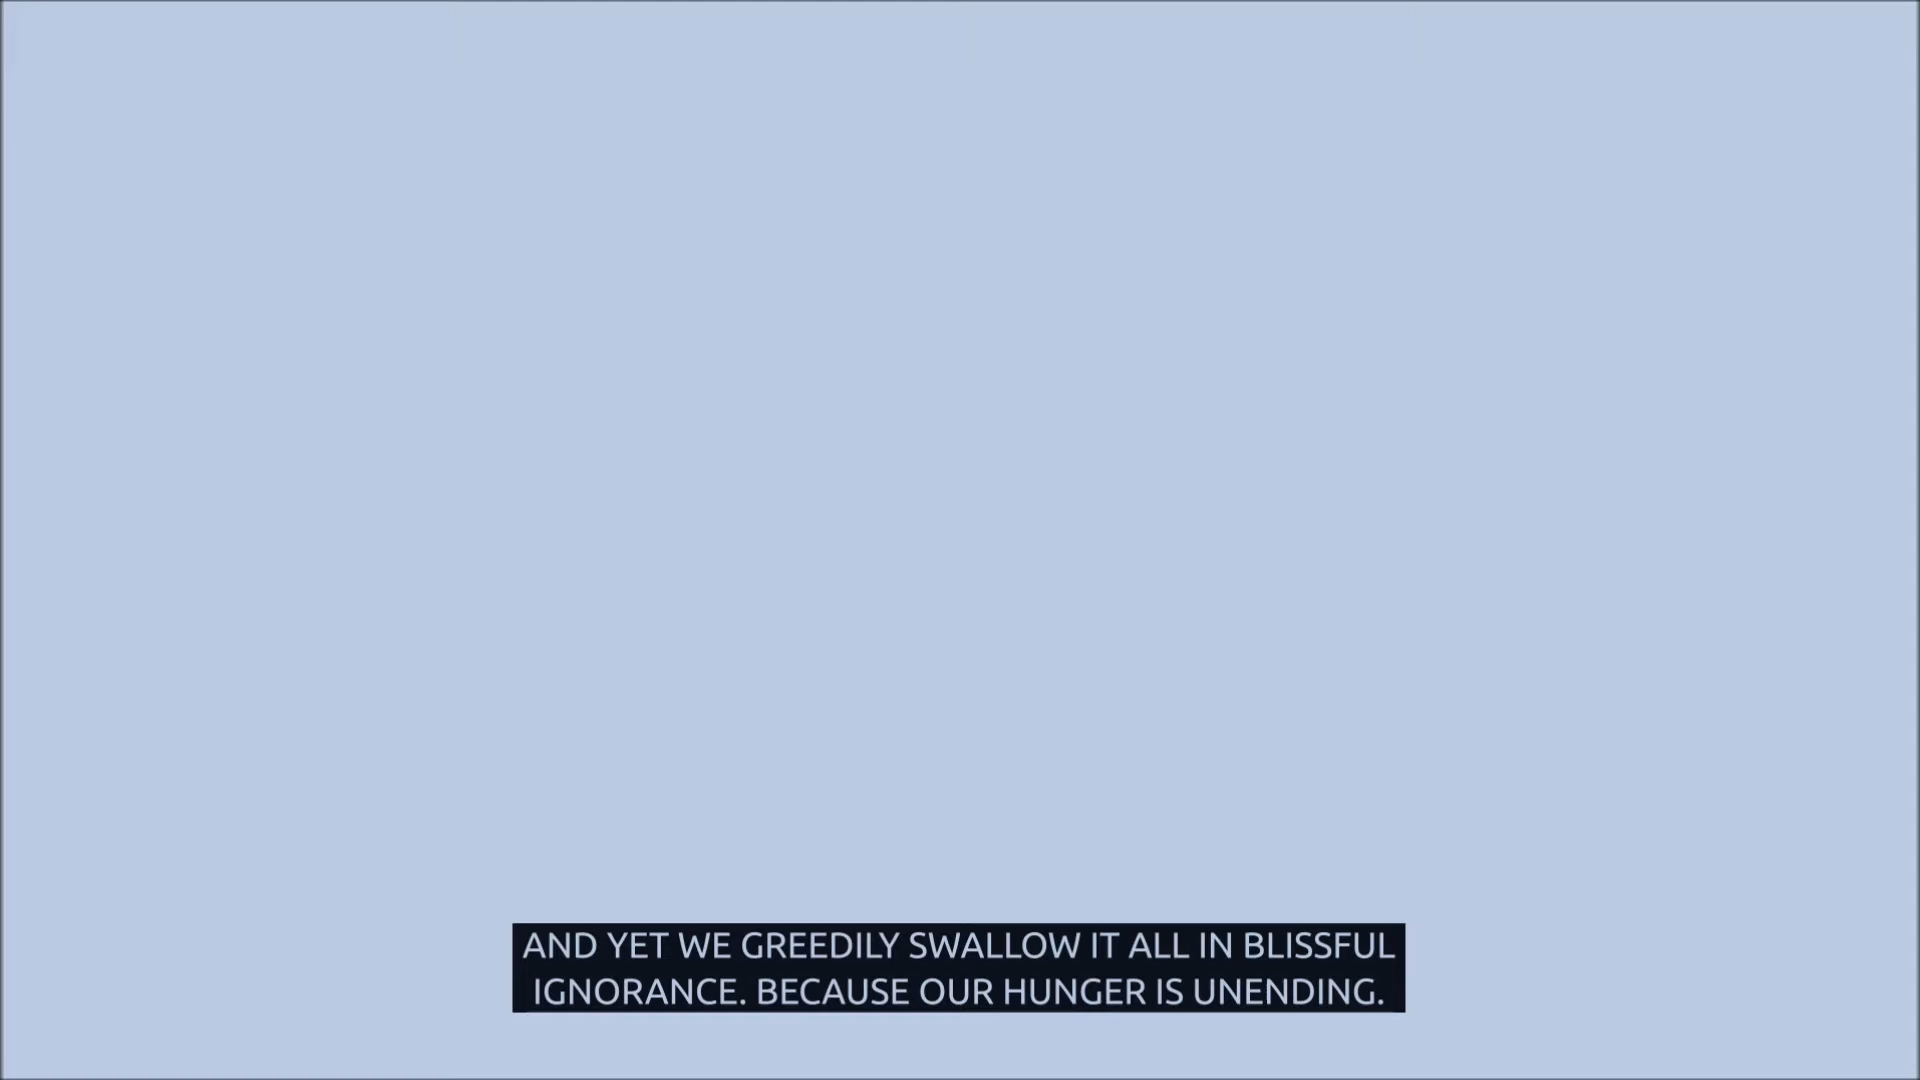 AND YET WE GREEDILY SWALLOW IT ALL IN BLISSFUL
IGNORANCE. BECAUSE OUR HUNGER IS UNENDING.